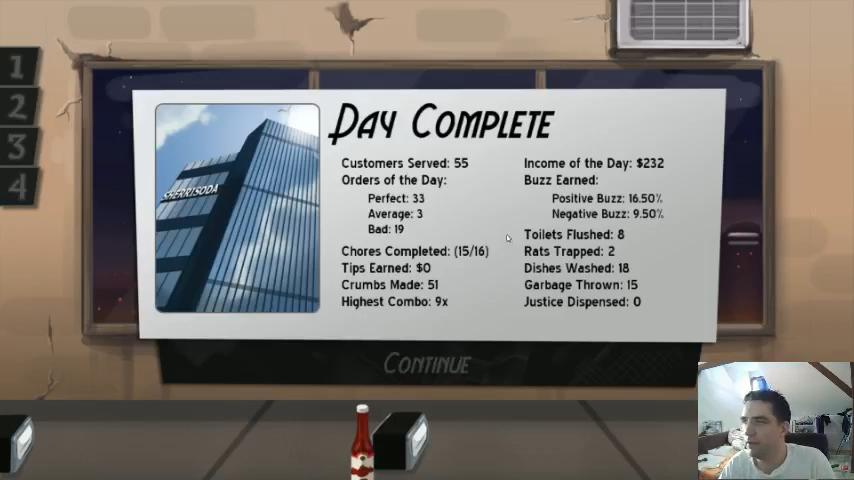 1
2
3
4
SHERRISODA
Day Complete
Customers Served: 55
Orders of the Day:
Perfect: 33
Average: 3
Bad: 19
Chores Completed: (15/16)
Tips Earned: $0
Crumbs Made: 51
Highest Combo: 9x
Income of the Day: $232
Buzz Earned:
Positive Buzz: 16.50%
Negative Buzz: 9.50%
Toilets Flushed: 8
Rats Trapped: 2
Dishes Washed: 18
Garbage Thrown: 15
Justice Dispensed: 0
Continue